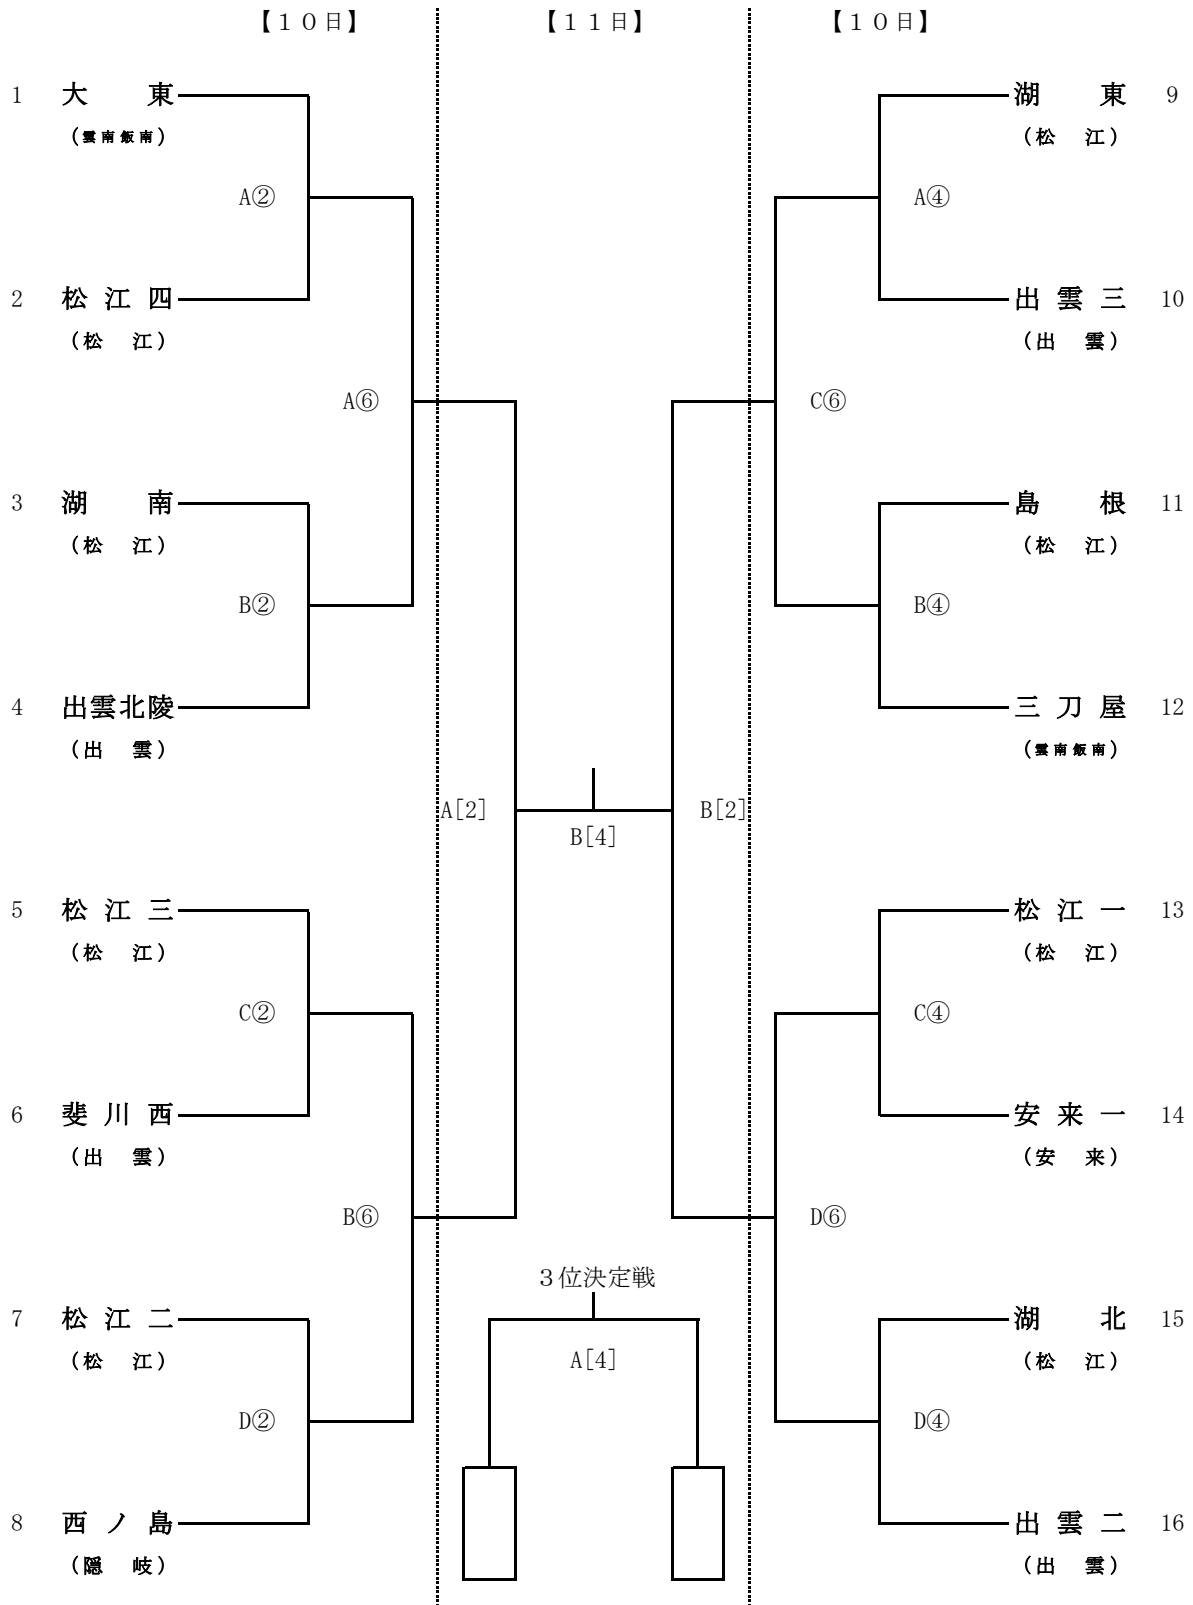 【１０日】 【１１日】 【１０日】
1 大　東 湖　東 9
(雲南飯南) (松　江)
A② A④
2 松江四 出雲三 10
(松　江) (出　雲)
A⑥ C⑥
3 湖　南 島　根 11
(松　江) (松　江)
B② B④
4 出雲北陵 三刀屋 12
(出　雲) (雲南飯南)
A[2] B[2]
B[4]
5 松江三 松江一 13
(松　江) (松　江)
C② C④
6 斐川西 安来一 14
(出　雲) (安　来)
B⑥ D⑥
３位決定戦
7 松江二 湖　北 15
(松　江) A[4] (松　江)
D② D④
8 西ノ島 出雲二 16
(隠　岐) (出　雲)